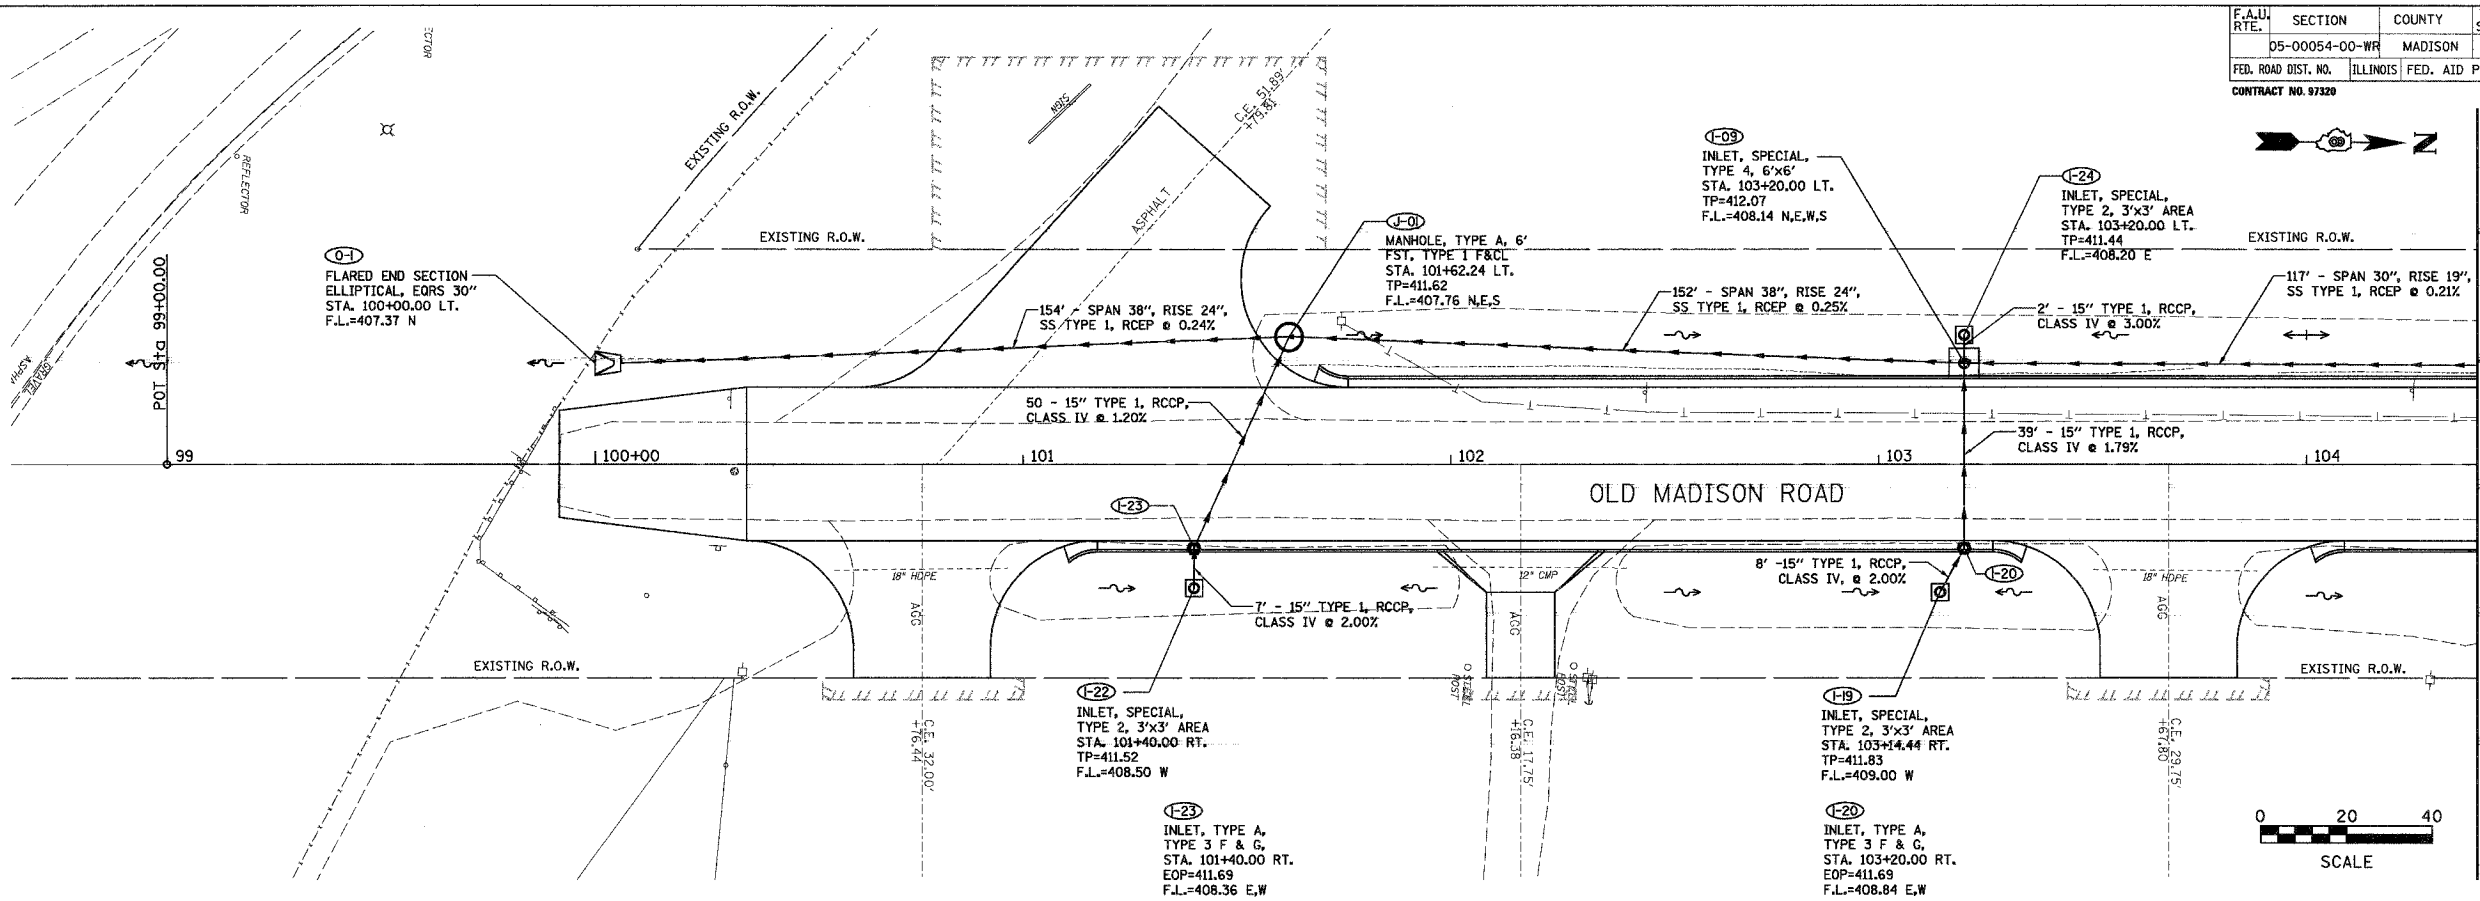 F.A.U. RTE.
SECTION
COUNTY
05-00054-00-WR
MADISON
FED. ROAD DIST. NO.
ILLINOIS
FED. AID P
CONTRACT NO. 97320
N
ECTOR
REFLECTOR
EXISTING R.O.W.
SIGN
C.E. 51.89'
+79.81
ASPHALT
EXISTING R.O.W.
O-1
FLARED END SECTION
ELLIPTICAL, EQRS 30"
STA. 100+00.00 LT.
F.L.=407.37 N
POT Sta 99+00.00
GRAVEL
ASPHA
154' - SPAN 38", RISE 24",
SS TYPE 1, RCEP @ 0.24%
J-01
MANHOLE, TYPE A, 6'
FST, TYPE 1 F&CL
STA. 101+62.24 LT.
TP=411.62
F.L.=407.76 N,E,S
I-09
INLET, SPECIAL,
TYPE 4, 6'x6'
STA. 103+20.00 LT.
TP=412.07
F.L.=408.14 N,E,W,S
I-24
INLET, SPECIAL,
TYPE 2, 3'x3' AREA
STA. 103+20.00 LT.
TP=411.44
F.L.=408.20 E
EXISTING R.O.W.
152' - SPAN 38", RISE 24",
SS TYPE 1, RCEP @ 0.25%
117' - SPAN 30", RISE 19",
SS TYPE 1, RCEP @ 0.21%
2' - 15" TYPE 1, RCCP,
CLASS IV @ 3.00%
50 - 15" TYPE 1, RCCP,
CLASS IV @ 1.20%
39' - 15" TYPE 1, RCCP,
CLASS IV @ 1.79%
99
100+00
101
102
103
104
OLD MADISON ROAD
I-23
8' -15" TYPE 1, RCCP,
CLASS IV, @ 2.00%
I-20
18" HDPE
12" CMP
18" HDPE
AGG
AGG
AGG
7' - 15" TYPE 1, RCCP,
CLASS IV @ 2.00%
EXISTING R.O.W.
STEEL
POST
STEEL
POST
EXISTING R.O.W.
C.E. 32.00'
+76.44
C.E. 17.75'
+16.38
C.E. 29.75'
+67.80
I-22
INLET, SPECIAL,
TYPE 2, 3'x3' AREA
STA. 101+40.00 RT.
TP=411.52
F.L.=408.50 W
I-23
INLET, TYPE A,
TYPE 3 F & G,
STA. 101+40.00 RT.
EOP=411.69
F.L.=408.36 E,W
I-19
INLET, SPECIAL,
TYPE 2, 3'x3' AREA
STA. 103+14.44 RT.
TP=411.83
F.L.=409.00 W
I-20
INLET, TYPE A,
TYPE 3 F & G,
STA. 103+20.00 RT.
EOP=411.69
F.L.=408.84 E,W
0 20 40
SCALE